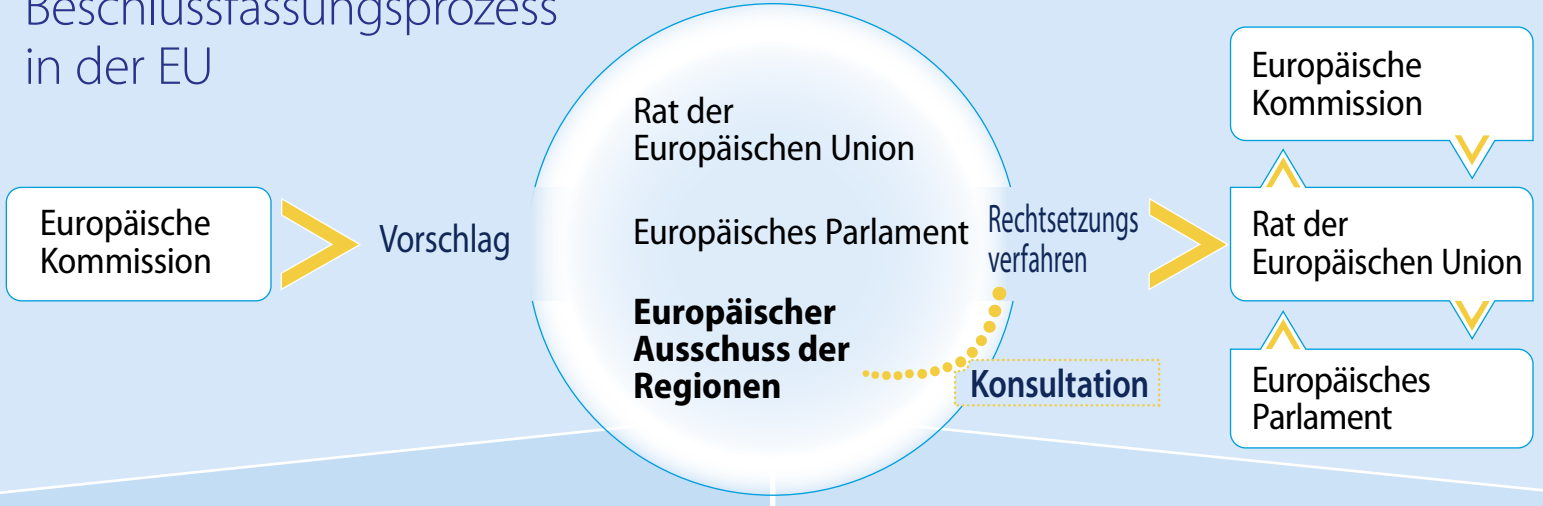 Beschlussfassungsprozess
in der EU
Europäische
Kommission
Vorschlag
Rat der
Europäischen Union
Europäisches Parlament
Europäischer
Ausschuss der
Regionen
Rechtsetzungs
verfahren
Konsultation
Europäische
Kommission
Rat der
Europäischen Union
Europäisches
Parlament